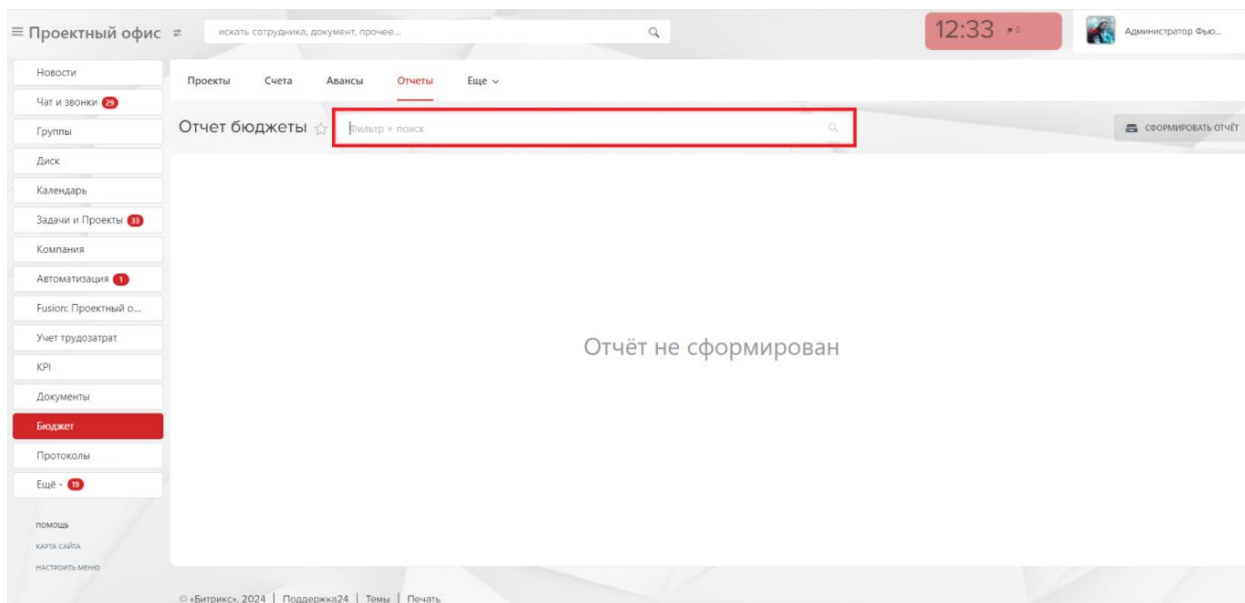 Проектный офис
искать сотрудника, документ, прочее...
12:33
0
Администратор Фью...
Новости
Чат и звонки 29
Группы
Диск
Календарь
Задачи и Проекты 33
Компания
Автоматизация 1
Fusion: Проектный о...
Учет трудозатрат
KPI
Документы
Бюджет
Протоколы
Ещё - 19
ПОМОЩЬ
КАРТА САЙТА
НАСТРОИТЬ МЕНЮ
Проекты Счета Авансы Отчеты Еще
Отчет бюджеты
Фильтр + поиск
СФОРМИРОВАТЬ ОТЧЁТ
Отчёт не сформирован
© «Битрикс», 2024 | Поддержка24 | Темы | Печать